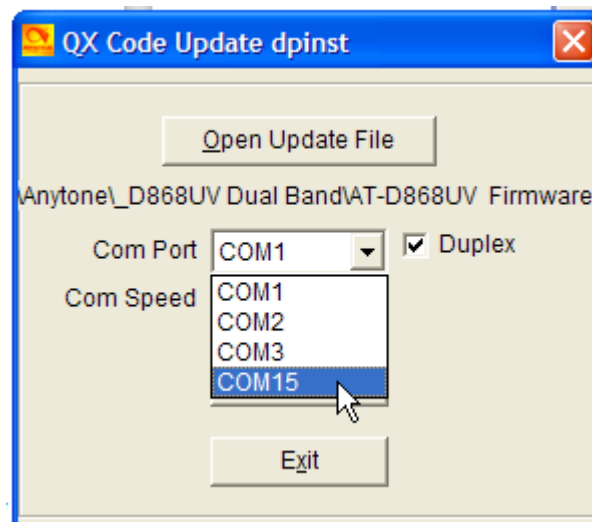 QX Code Update dpinst
Open Update File
\Anytone\_D868UV Dual Band\AT-D868UV Firmware
Com Port COM1 Duplex
Com Speed COM1
COM2
COM3
COM15
Exit